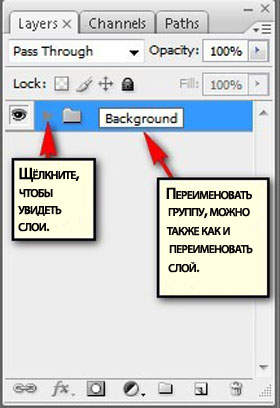 Layers × Channels Paths
Pass Through Opacity: 100%
Lock: Fill: 100%
Background
Щёлкните,
чтобы
увидеть
слои.
Переименовать
группу, можно
также как и
переименовать
слой.
fx.